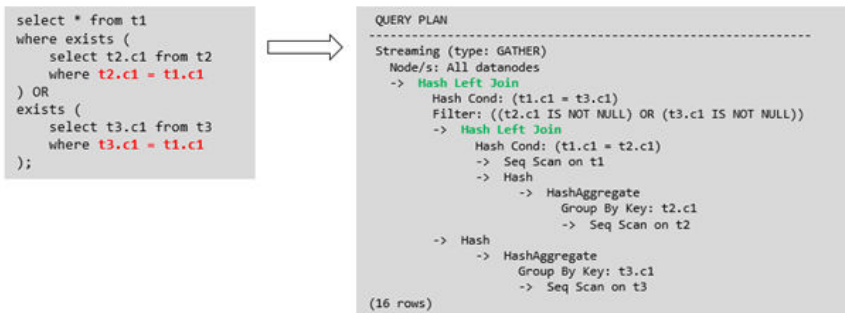 select * from t1
where exists (
select t2.c1 from t2
where t2.c1 = t1.c1
) OR
exists (
select t3.c1 from t3
where t3.c1 = t1.c1
);
QUERY PLAN
--------------------------------------------------------------
Streaming (type: GATHER)
Node/s: All datanodes
-> Hash Left Join
Hash Cond: (t1.c1 = t3.c1)
Filter: ((t2.c1 IS NOT NULL) OR (t3.c1 IS NOT NULL))
-> Hash Left Join
Hash Cond: (t1.c1 = t2.c1)
-> Seq Scan on t1
-> Hash
-> HashAggregate
Group By Key: t2.c1
-> Seq Scan on t2
-> Hash
-> HashAggregate
Group By Key: t3.c1
-> Seq Scan on t3
(16 rows)